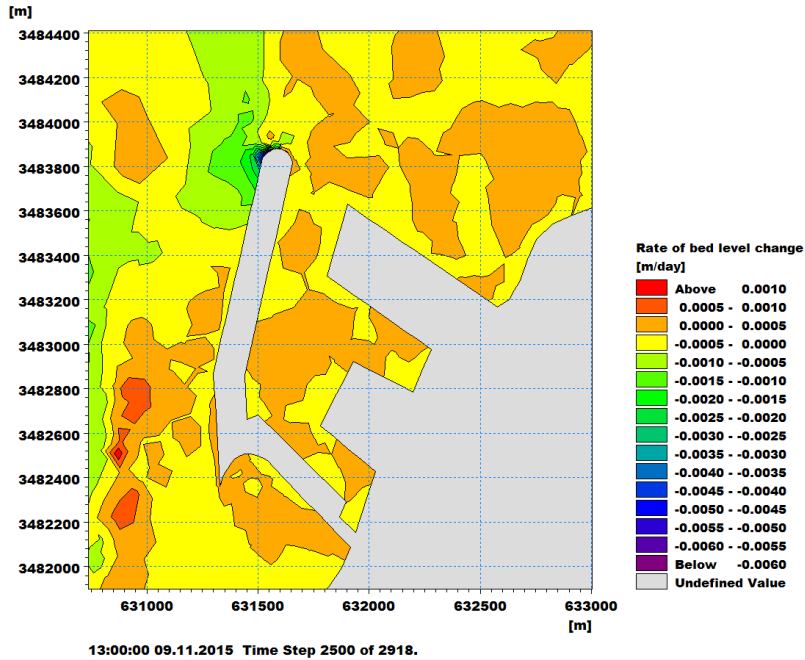 [m]
3484400
3484200
3484000
3483800
3483600
3483400
3483200
3483000
3482800
3482600
3482400
3482200
3482000
631000 631500 632000 632500 633000
[m]
13:00:00 09.11.2015 Time Step 2500 of 2918.
Rate of bed level change
[m/day]
Above 0.0010
0.0005 - 0.0010
0.0000 - 0.0005
-0.0005 - 0.0000
-0.0010 - -0.0005
-0.0015 - -0.0010
-0.0020 - -0.0015
-0.0025 - -0.0020
-0.0030 - -0.0025
-0.0035 - -0.0030
-0.0040 - -0.0035
-0.0045 - -0.0040
-0.0050 - -0.0045
-0.0055 - -0.0050
-0.0060 - -0.0055
Below -0.0060
Undefined Value